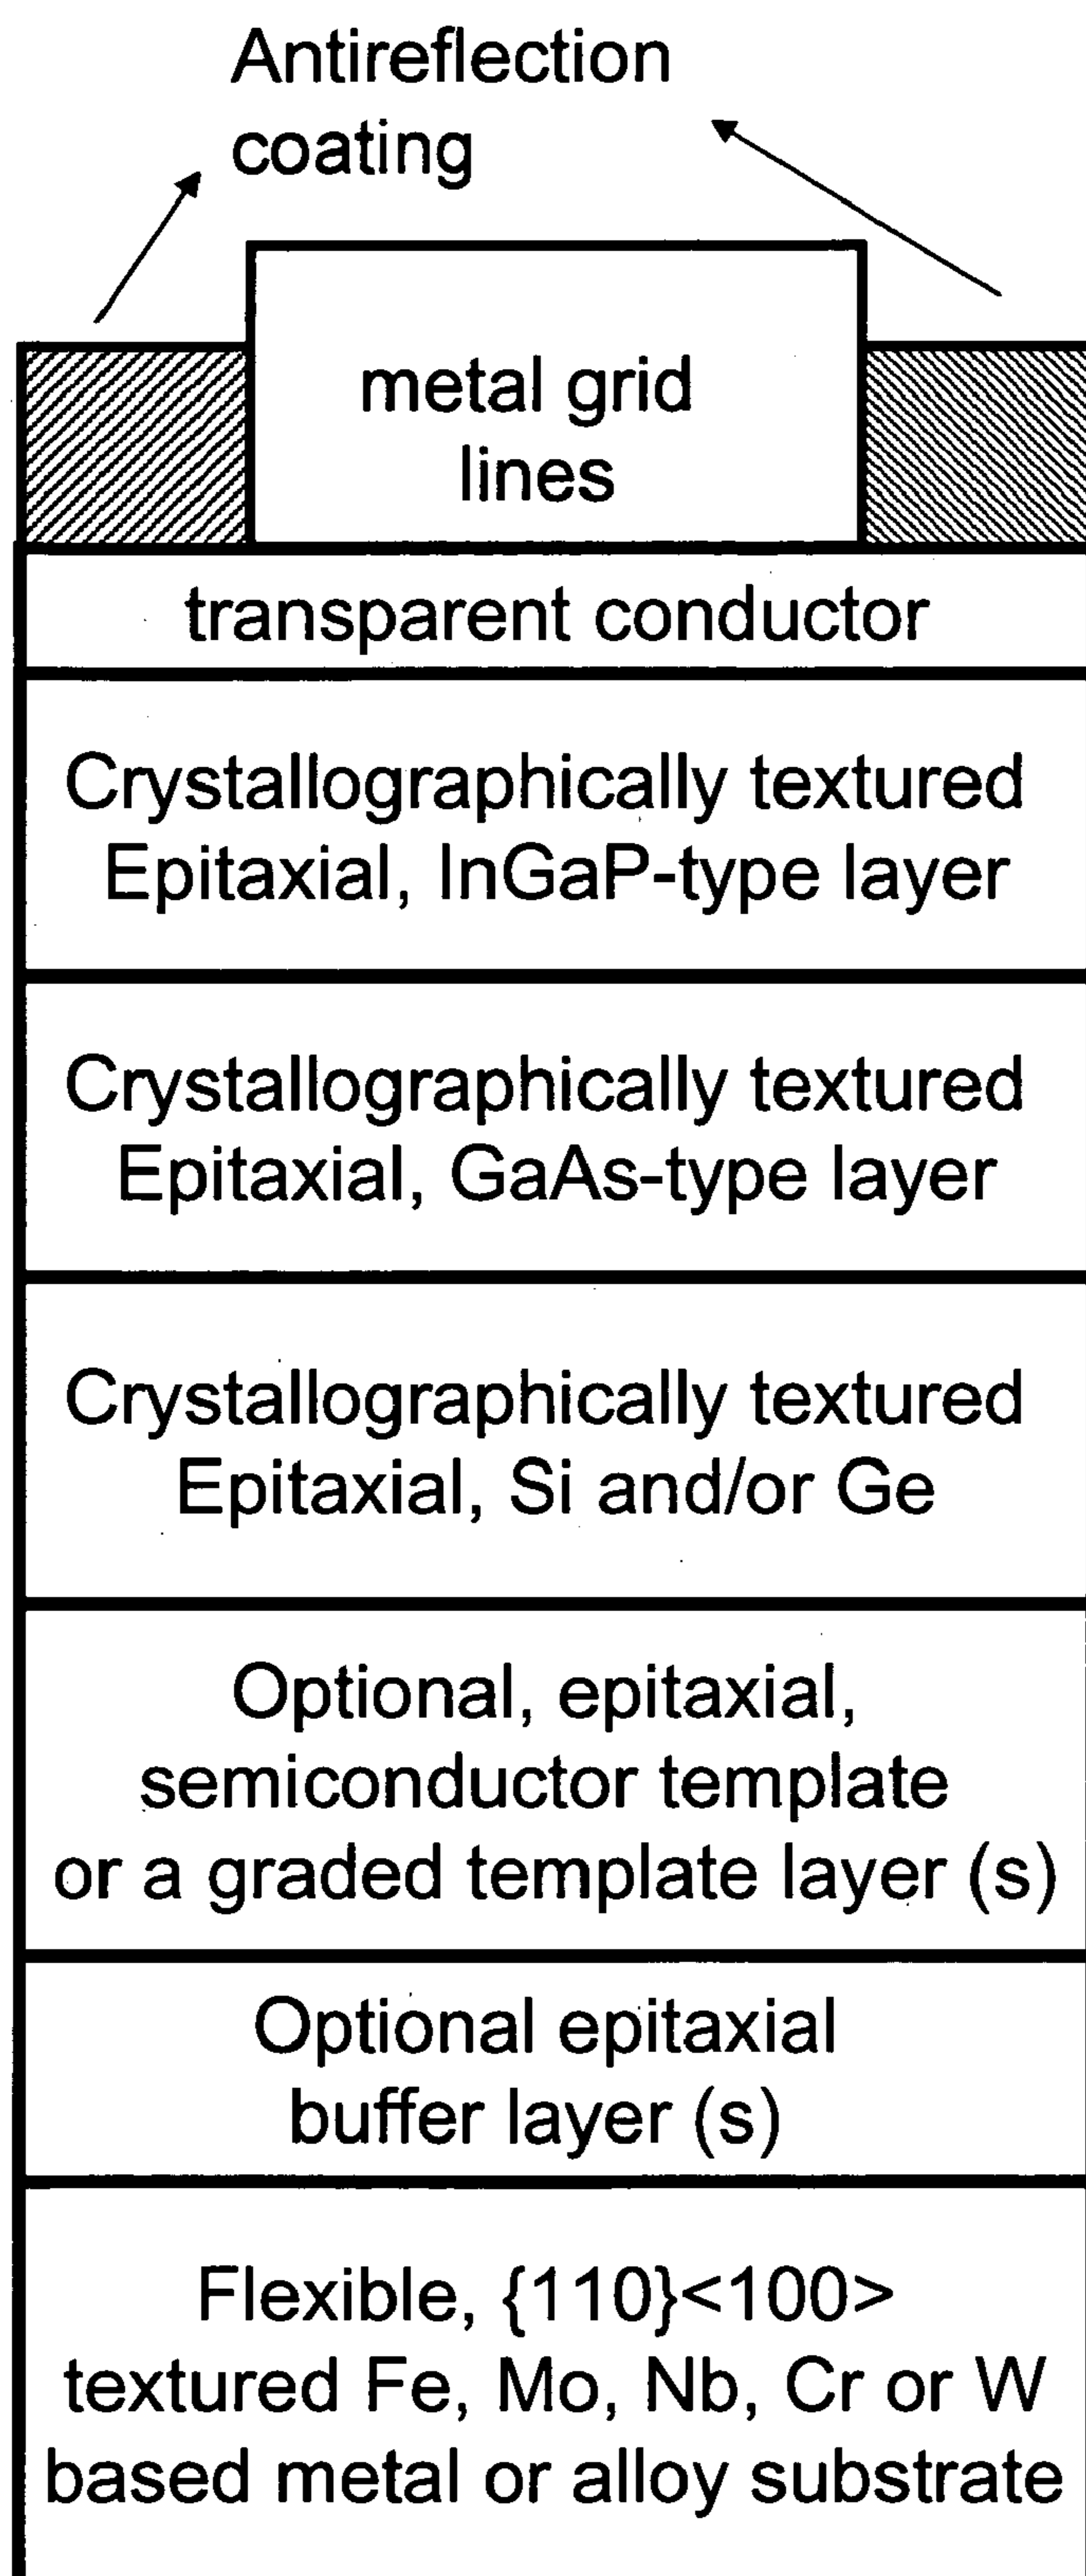 Antireflection
coating
metal grid
lines
transparent conductor
Crystallographically textured
Epitaxial, InGaP-type layer
Crystallographically textured
Epitaxial, GaAs-type layer
Crystallographically textured
Epitaxial, Si and/or Ge
Optional, epitaxial,
semiconductor template
or a graded template layer (s)
Optional epitaxial
buffer layer (s)
Flexible, {110}<100>
textured Fe, Mo, Nb, Cr or W
based metal or alloy substrate